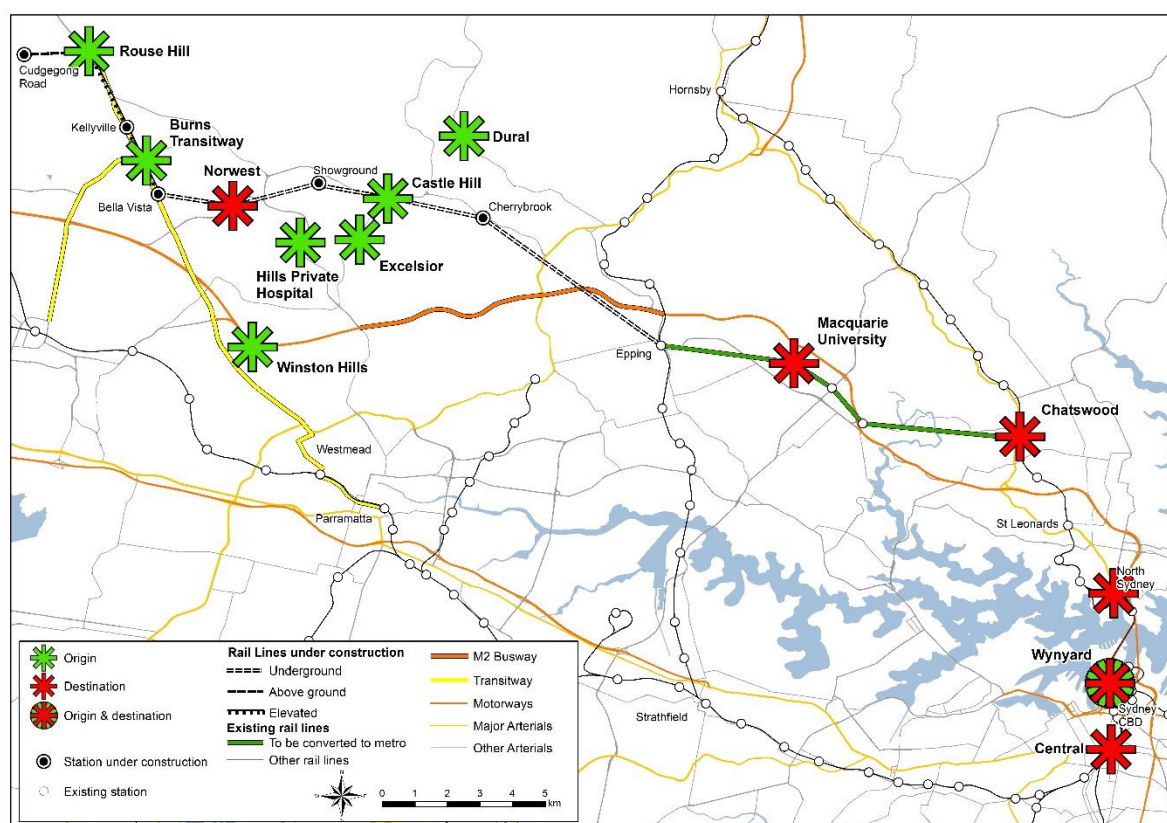 Rouse Hill
Cudgegong
Road
Kellyville
Burns
Transitway
Norwest
Bella Vista
Showground
Castle Hill
Dural
Cherrybrook
Hornsby
Hills Private
Hospital
Excelsior
Winston Hills
Epping
Macquarie
University
Chatswood
Westmead
Parramatta
St Leonards
North
Sydney
Wynyard
Sydney
CBD
Strathfield
Central
Origin
Destination
Origin & destination
Station under construction
Existing station
Rail Lines under construction
Underground
Above ground
Elevated
Existing rail lines
To be converted to metro
Other rail lines
M2 Busway
Transitway
Motorways
Major Arterials
Other Arterials
N
0 1 2 3 4 5
km